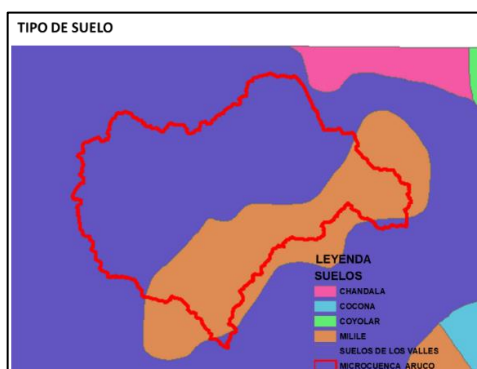 TIPO DE SUELO
LEYENDA
SUELOS
CHANDALA
COCONA
COYOLAR
MILILE
SUELOS DE LOS VALLES
MICROCUENCA ARUCO